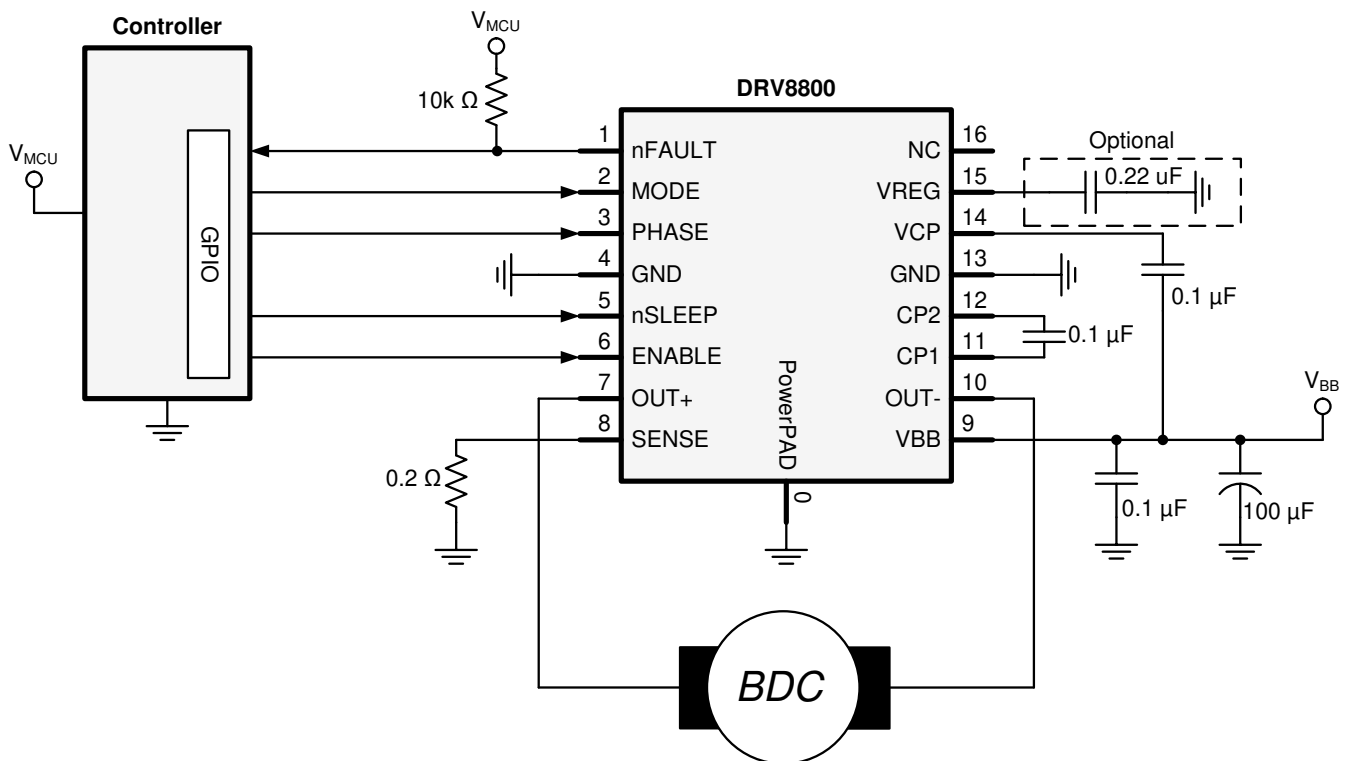 Controller
V_MCU
GPIO
V_MCU
10k Ω
DRV8800
1
nFAULT
2
MODE
3
PHASE
4
GND
5
nSLEEP
6
ENABLE
7
OUT+
8
SENSE
0.2 Ω
PowerPAD
0
16
NC
15
VREG
14
VCP
13
GND
12
CP2
11
CP1
10
OUT-
9
VBB
Optional
0.22 uF
0.1 µF
0.1 µF
V_BB
0.1 µF
100 µF
BDC